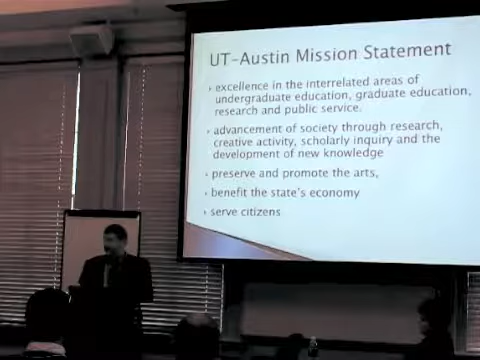 UT-Austin Mission Statement
excellence in the interrelated areas of
undergraduate education, graduate education,
research and public service.
advancement of society through research,
creative activity, scholarly inquiry and the
development of new knowledge
preserve and promote the arts,
benefit the state's economy
serve citizens